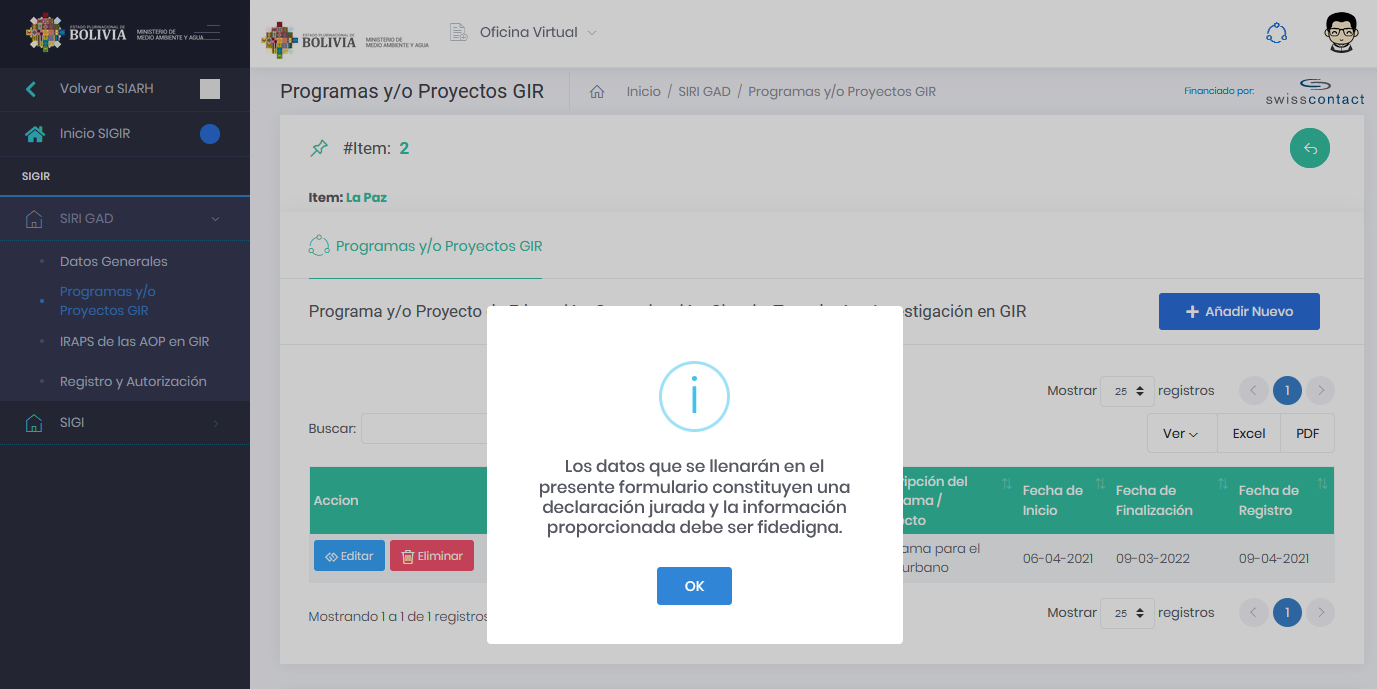 ESTADO PLURINACIONAL DE
BOLIVIA
MINISTERIO DE
MEDIO AMBIENTE Y AGUA
ESTADO PLURINACIONAL DE
BOLIVIA
MINISTERIO DE
MEDIO AMBIENTE Y AGUA
Oficina Virtual
Volver a SIARH
Inicio SIGIR
SIGIR
SIRI GAD
Datos Generales
Programas y/o
Proyectos GIR
IRAPS de las AOP en GIR
Registro y Autorización
SIGI
Programas y/o Proyectos GIR
Inicio / SIRI GAD / Programas y/o Proyectos GIR
Financiado por:
swisscontact
#Item: 2
Item: La Paz
Programas y/o Proyectos GIR
Programa y/o Proyecto
stigación en GIR
Añadir Nuevo
Mostrar 25 registros
1
Buscar:
Ver
Excel
PDF
Accion
ripción del
ama /
cto
Fecha de
Inicio
Fecha de
Finalización
Fecha de
Registro
Editar
Eliminar
ama para el
urbano
06-04-2021
09-03-2022
09-04-2021
Mostrando 1 a 1 de 1 registros
Mostrar 25 registros
1
i
Los datos que se llenarán en el
presente formulario constituyen una
declaración jurada y la información
proporcionada debe ser fidedigna.
OK